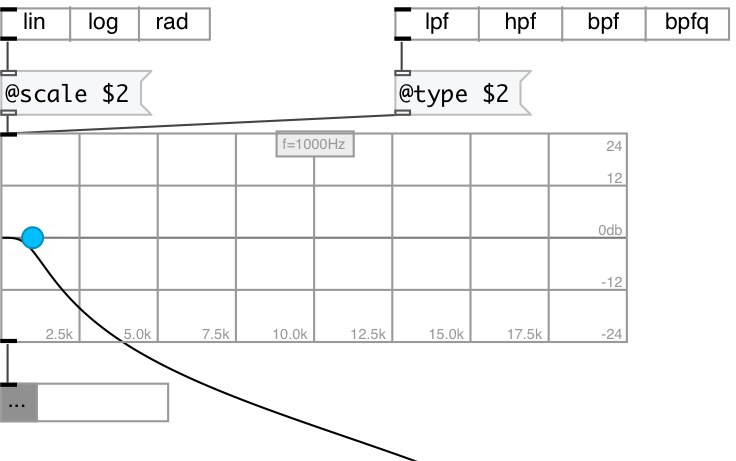 lin log rad
lpf hpf bpf bpfq
@scale $2
@type $2
f=1000Hz
24
12
0db
-12
2.5k 5.0k 7.5k 10.0k 12.5k 15.0k 17.5k -24
...